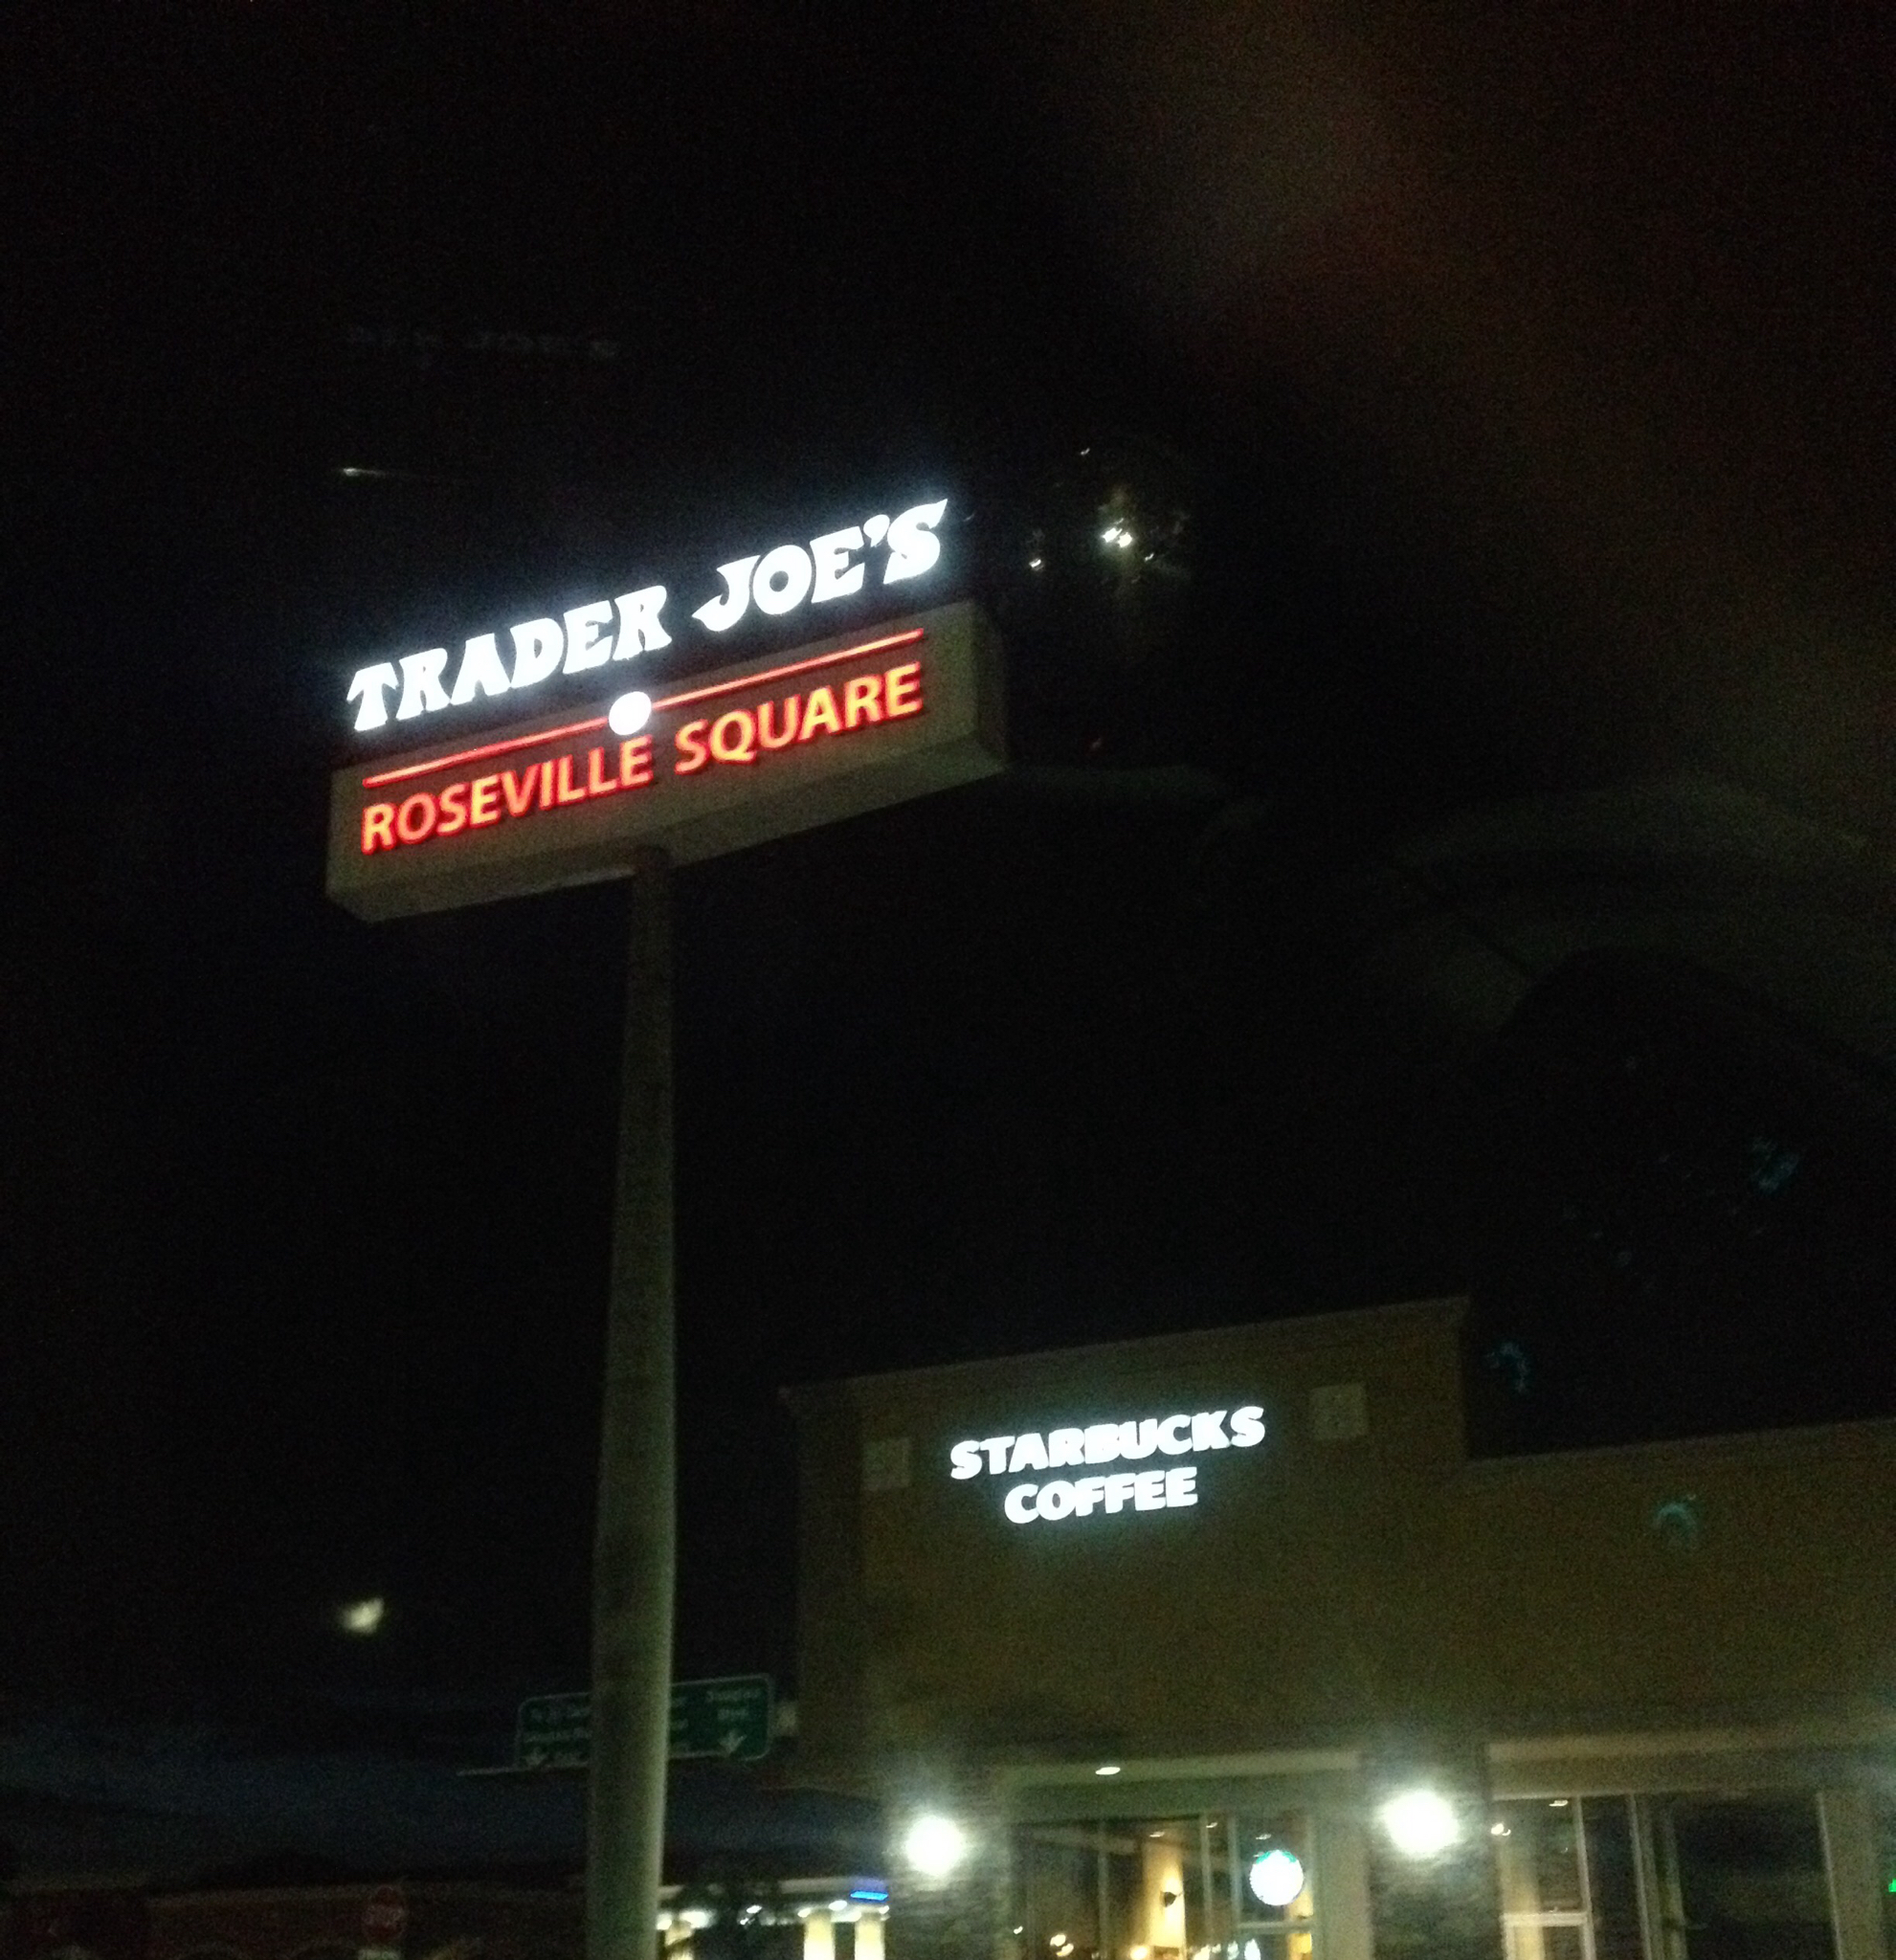 TRADER JOE'S
ROSEVILLE SQUARE
STARBUCKS
COFFEE